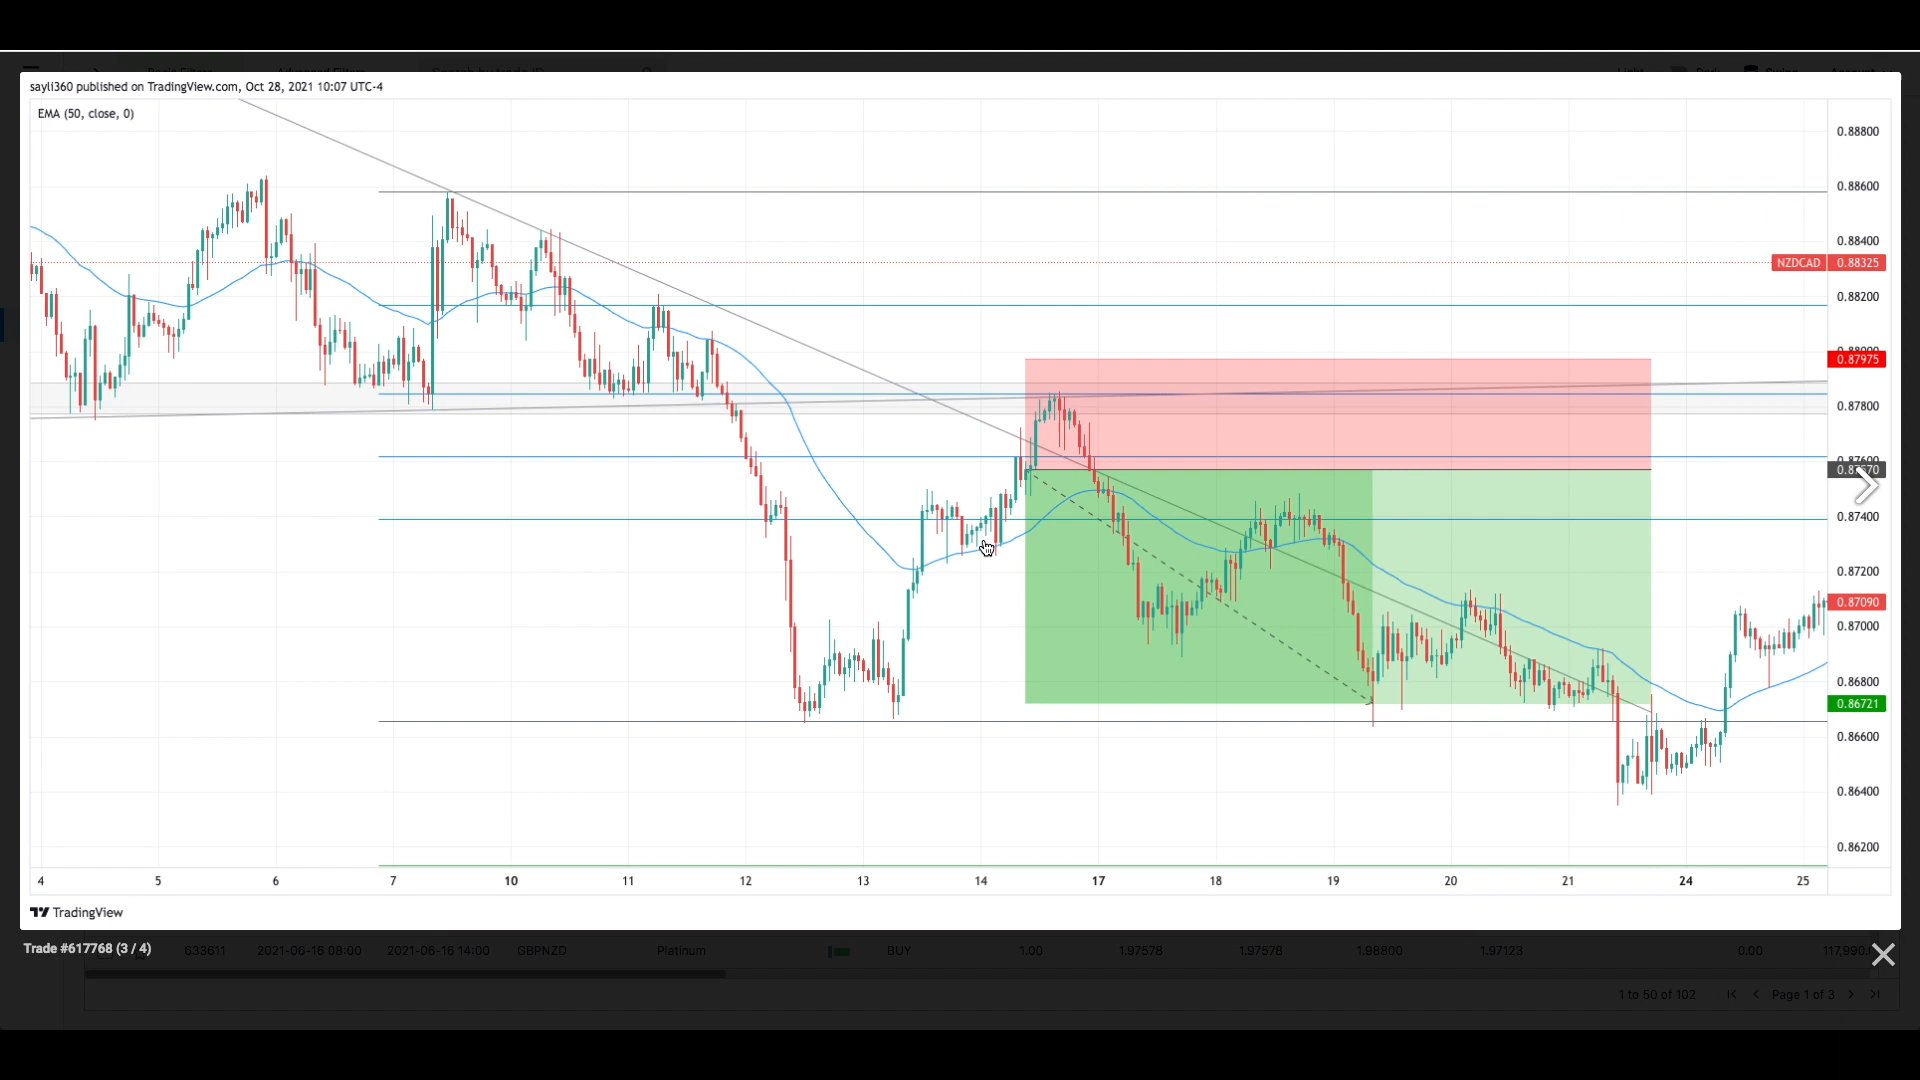 sayli360 published on TradingView.com, Oct 28, 2021 10:07 UTC-4
EMA (50, close, 0)
0.88800
0.88600
0.88400
NZDCAD 0.88325
0.88200
0.87975
0.87800
0.87400
0.87200
0.87090
0.87000
0.86800
0.86721
0.86600
0.86400
0.86200
4 5 6 7 10 11 12 13 14 17 18 19 20 21 24 25
TradingView
Trade #617768 (3 / 4)
633611 2021-06-16 08:00 2021-06-16 14:00 GBPNZD Platinum BUY 1.00 1.97578 1.97578 1.98800 1.97123 0.00
1 to 50 of 102 Page 1 of 3